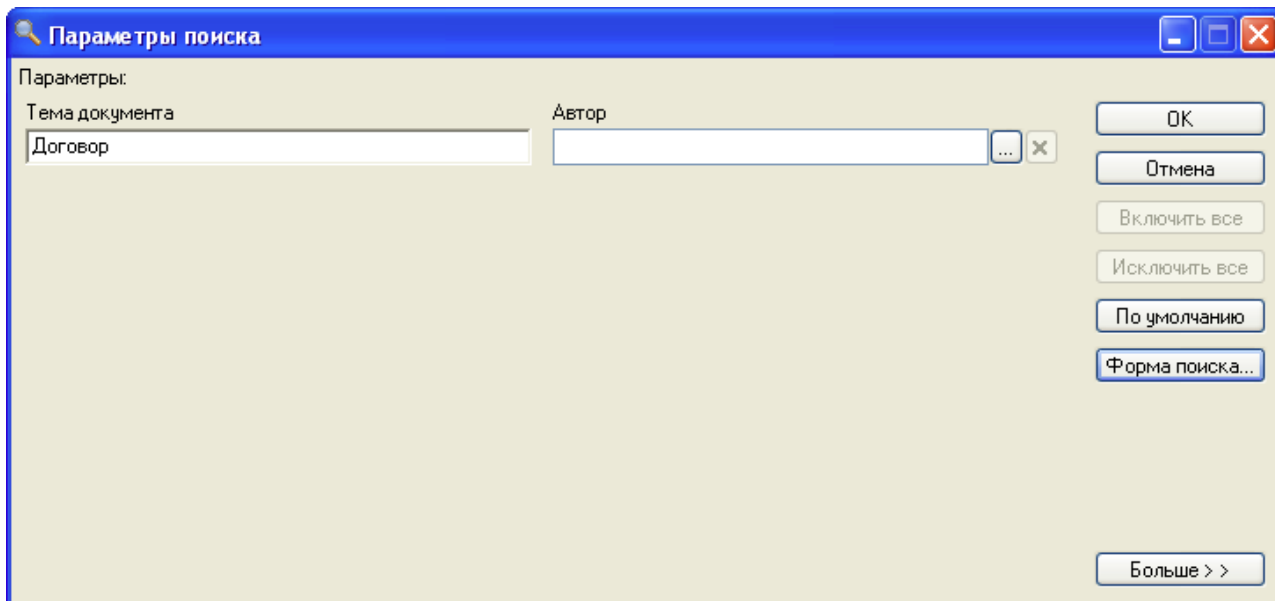 Параметры поиска
Параметры:
Тема документа
Автор
Договор
...
OK
Отмена
Включить все
Исключить все
По умолчанию
Форма поиска...
Больше > >